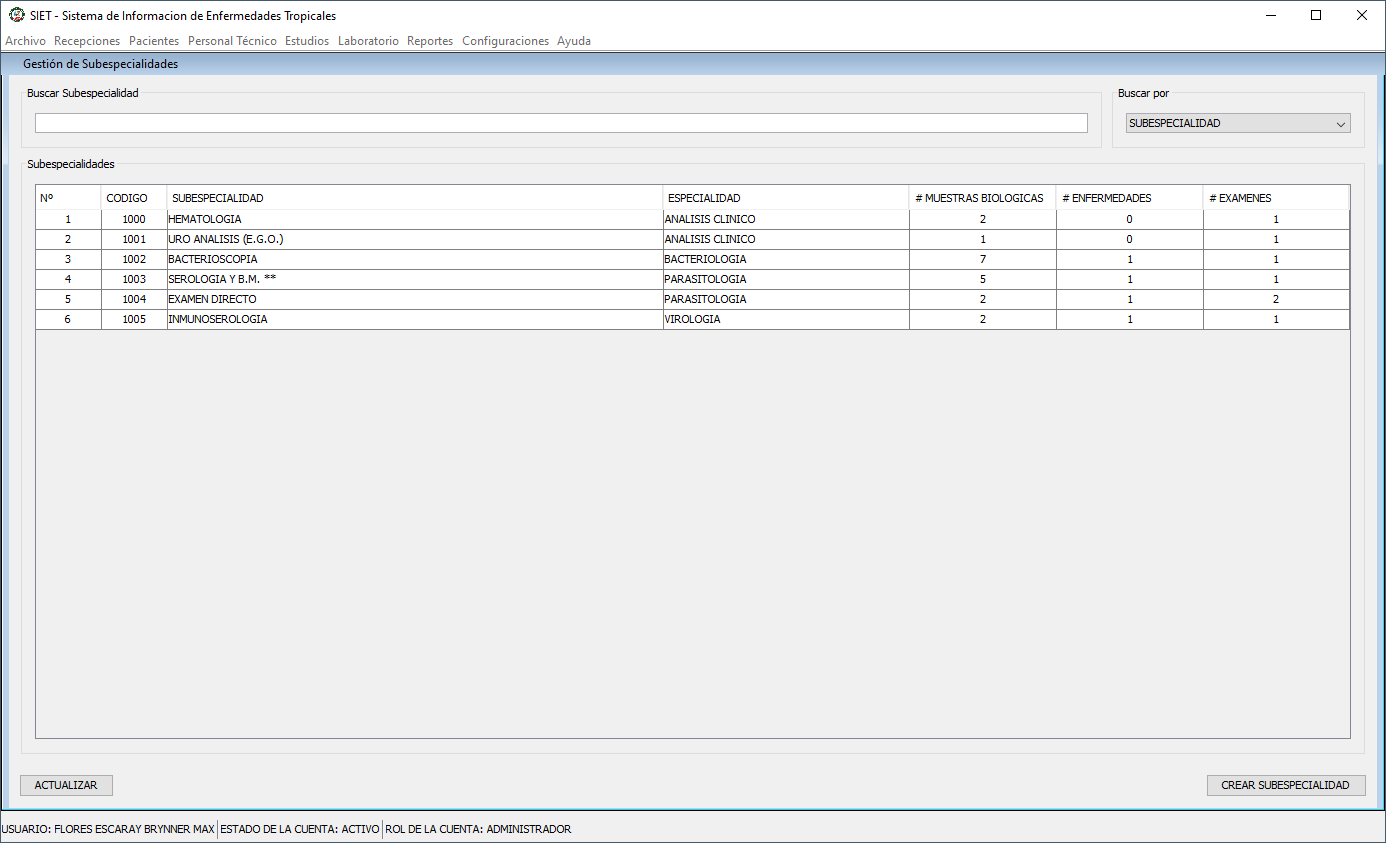 SIET - Sistema de Informacion de Enfermedades Tropicales
Archivo Recepciones Pacientes Personal Técnico Estudios Laboratorio Reportes Configuraciones Ayuda
Gestión de Subespecialidades
Buscar Subespecialidad Buscar por
SUBESPECIALIDAD
Subespecialidades
Nº CODIGO SUBESPECIALIDAD ESPECIALIDAD # MUESTRAS BIOLOGICAS # ENFERMEDADES # EXAMENES
1 1000 HEMATOLOGIA ANALISIS CLINICO 2 0 1
2 1001 URO ANALISIS (E.G.O.) ANALISIS CLINICO 1 0 1
3 1002 BACTERIOSCOPIA BACTERIOLOGIA 7 1 1
4 1003 SEROLOGIA Y B.M. ** PARASITOLOGIA 5 1 1
5 1004 EXAMEN DIRECTO PARASITOLOGIA 2 1 2
6 1005 INMUNOSEROLOGIA VIROLOGIA 2 1 1
ACTUALIZAR CREAR SUBESPECIALIDAD
USUARIO: FLORES ESCARAY BRYNNER MAX ESTADO DE LA CUENTA: ACTIVO ROL DE LA CUENTA: ADMINISTRADOR